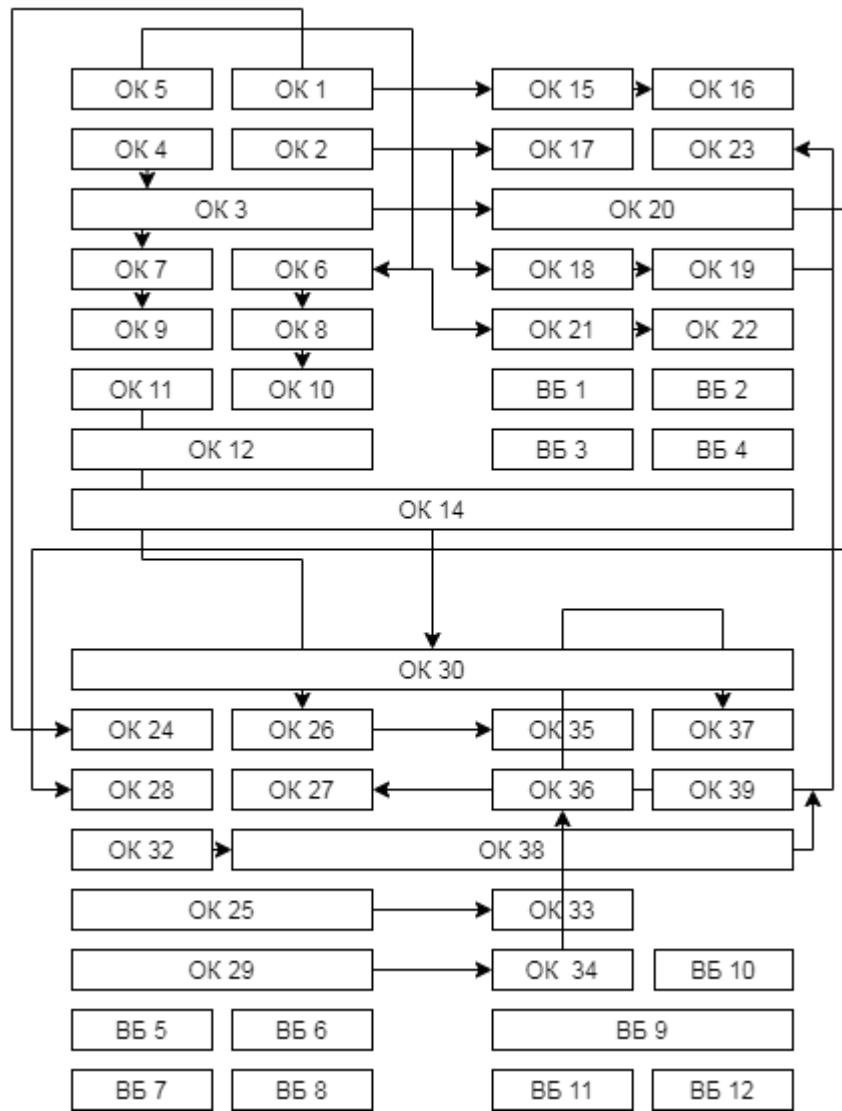 ОК 5 ОК 1 ОК 15 ОК 16
ОК 4 ОК 2 ОК 17 ОК 23
ОК 3 ОК 20
ОК 7 ОК 6 ОК 18 ОК 19
ОК 9 ОК 8 ОК 21 ОК 22
ОК 11 ОК 10 ВБ 1 ВБ 2
ОК 12 ВБ 3 ВБ 4
ОК 14
ОК 30
ОК 24 ОК 26 ОК 35 ОК 37
ОК 28 ОК 27 ОК 36 ОК 39
ОК 32 ОК 38
ОК 25 ОК 33
ОК 29 ОК 34 ВБ 10
ВБ 5 ВБ 6 ВБ 9
ВБ 7 ВБ 8 ВБ 11 ВБ 12